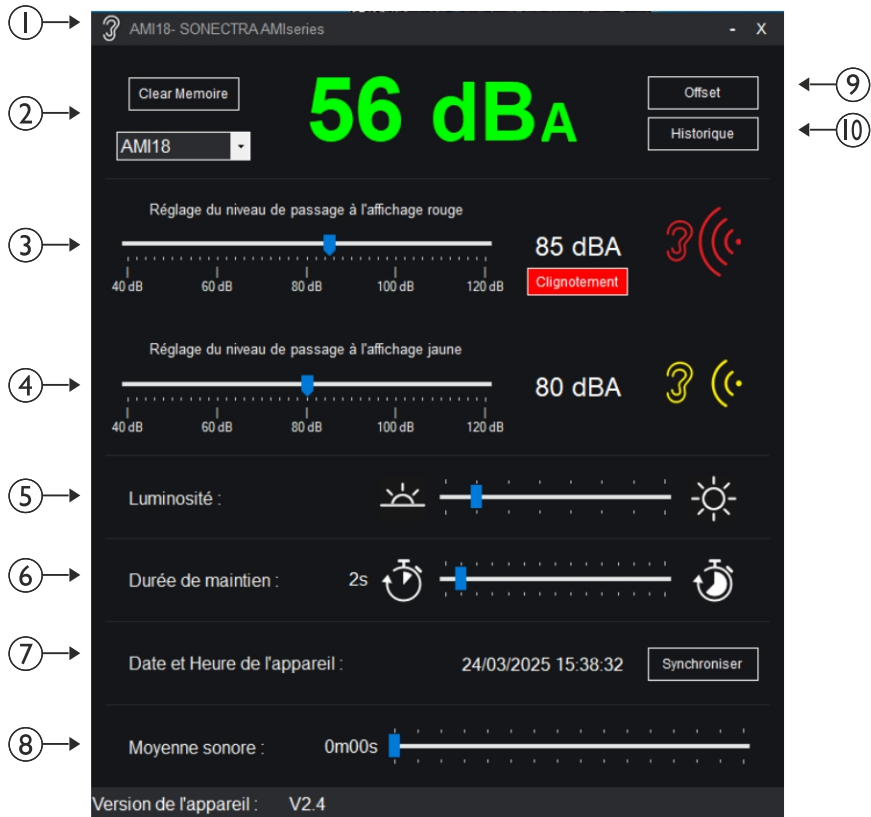 1
AMI18- SONECTRA AMIseries
- X
2
Clear Memoire
AMI18
56 dBA
Offset
9
Historique
10
3
Réglage du niveau de passage à l'affichage rouge
40 dB 60 dB 80 dB 100 dB 120 dB
85 dBA
Clignotement
4
Réglage du niveau de passage à l'affichage jaune
40 dB 60 dB 80 dB 100 dB 120 dB
80 dBA
5
Luminosité :
6
Durée de maintien : 2s
7
Date et Heure de l'appareil : 24/03/2025 15:38:32 Synchroniser
8
Moyenne sonore : 0m00s
Version de l'appareil : V2.4